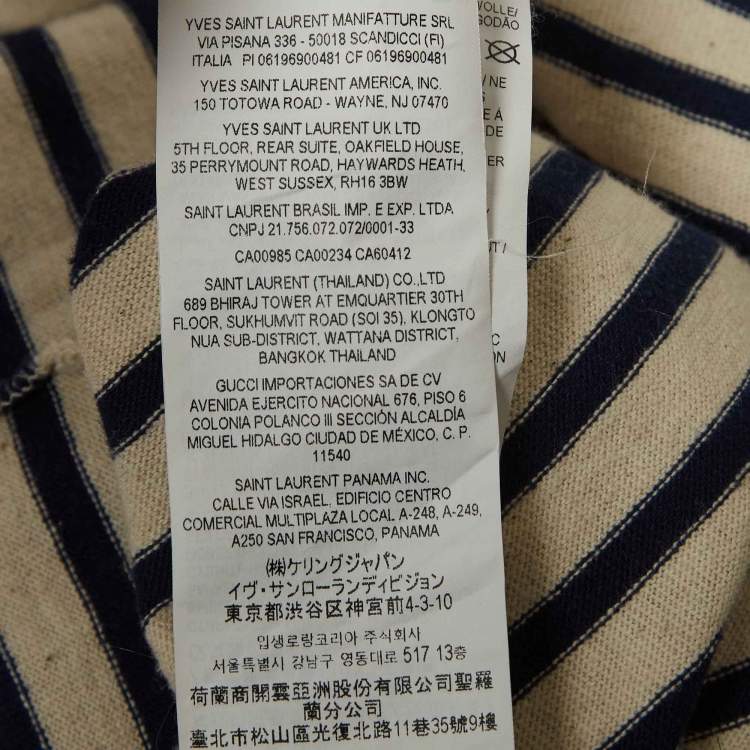 YVES SAINT LAURENT MANIFATTURE SRL
VIA PISANA 336 - 50018 SCANDICCI (FI)
ITALIA PI 06196900481 CF 06196900481
YVES SAINT LAURENT AMERICA, INC.
150 TOTOWA ROAD - WAYNE, NJ 07470
YVES SAINT LAURENT UK LTD
5TH FLOOR, REAR SUITE, OAKFIELD HOUSE,
35 PERRYMOUNT ROAD, HAYWARDS HEATH,
WEST SUSSEX, RH16 3BW
SAINT LAURENT BRASIL IMP. E EXP. LTDA
CNPJ 21.756.072.072/0001-33
CA00985 CA00234 CA60412
SAINT LAURENT (THAILAND) CO.,LTD
689 BHIRAJ TOWER AT EMQUARTIER 30TH
FLOOR, SUKHUMVIT ROAD (SOI 35), KLONGTO
NUA SUB-DISTRICT, WATTANA DISTRICT,
BANGKOK THAILAND
GUCCI IMPORTACIONES SA DE CV
AVENIDA EJERCITO NACIONAL 676, PISO 6
COLONIA POLANCO III SECCIÓN ALCALDÍA
MIGUEL HIDALGO CIUDAD DE MÉXICO, C. P.
11540
SAINT LAURENT PANAMA INC.
CALLE VIA ISRAEL, EDIFICIO CENTRO
COMERCIAL MULTIPLAZA LOCAL A-248, A-249,
A250 SAN FRANCISCO, PANAMA
(株)ケリングジャパン
イヴ・サンローランディビジョン
東京都渋谷区神宮前4-3-10
입생로랑코리아 주식회사
서울특별시 강남구 영동대로 517 13층
荷蘭商開雲亞洲股份有限公司聖羅
蘭分公司
臺北市松山區光復北路11巷35號9樓
VOLLE/
GODÃO
/ NE
E À
DE
UT /
ON